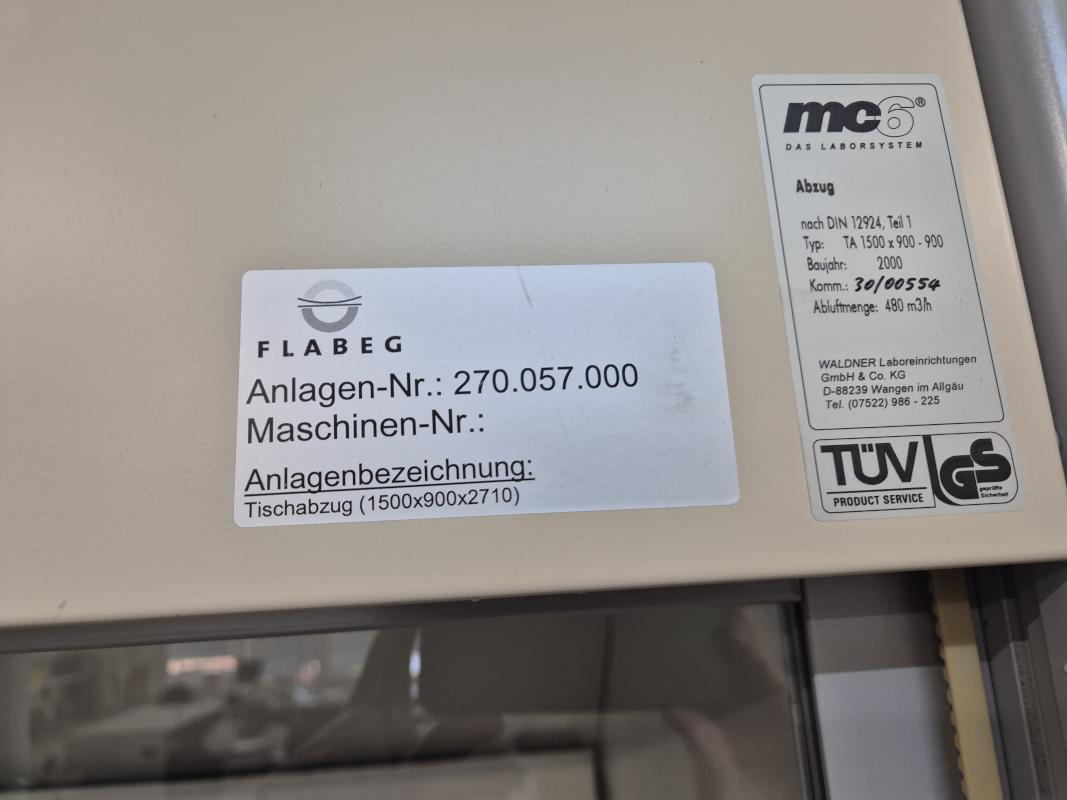 FLABEG
Anlagen-Nr.: 270.057.000
Maschinen-Nr.:
Anlagenbezeichnung:
Tischabzug (1500x900x2710)
mc6®
DAS LABORSYSTEM
Abzug
nach DIN 12924, Teil 1
Typ: TA 1500 x 900 - 900
Baujahr: 2000
Komm.: 30/00554
Abluftmenge: 480 m3/h
WALDNER Laboreinrichtungen
GmbH & Co. KG
D-88239 Wangen im Allgäu
Tel. (07522) 986 - 225
TÜV
PRODUCT SERVICE
GS
geprüfte
Sicherheit